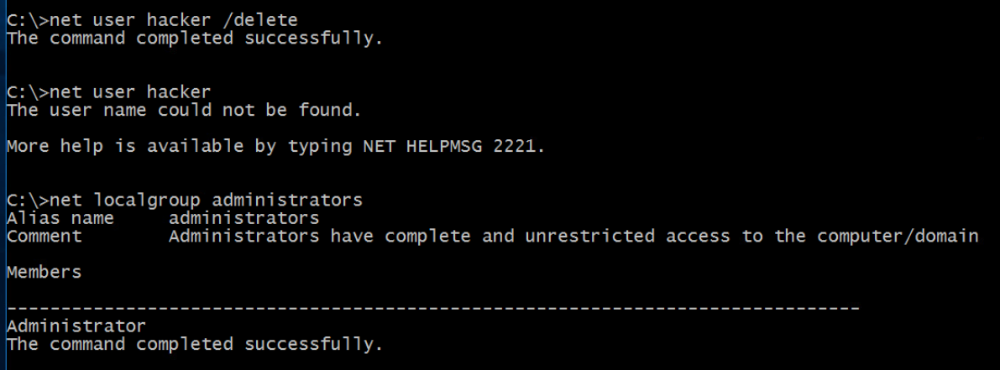 C:\>net user hacker /delete
The command completed successfully.
C:\>net user hacker
The user name could not be found.
More help is available by typing NET HELPMSG 2221.
C:\>net localgroup administrators
Alias name     administrators
Comment        Administrators have complete and unrestricted access to the computer/domain
Members
-------------------------------------------------------------------------------
Administrator
The command completed successfully.